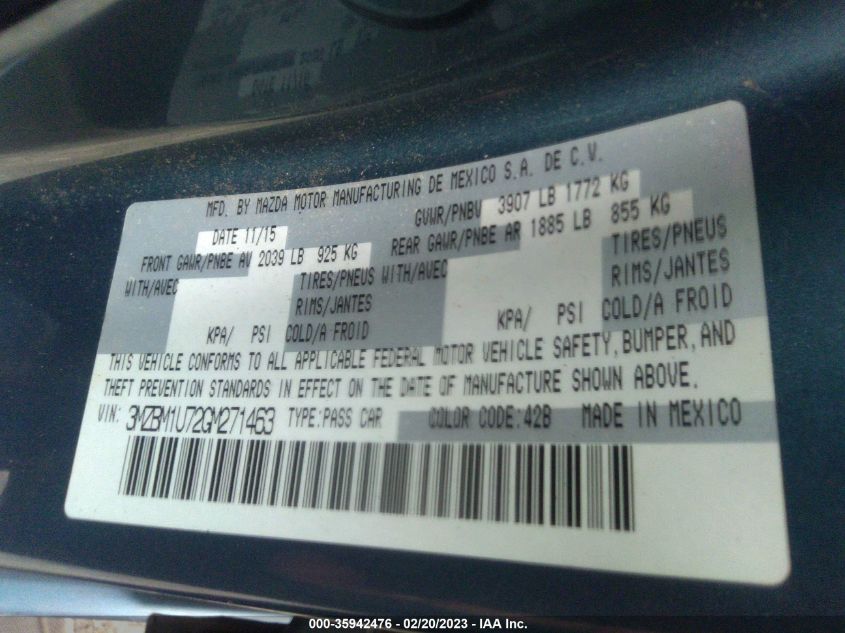 MFD. BY MAZDA MOTOR MANUFACTURING DE MEXICO S.A. DE C.V.
DATE 11/15 GVWR/PNBV 3907 LB 1772 KG
FRONT GAWR/PNBE AV 2039 LB 925 KG REAR GAWR/PNBE AR 1885 LB 855 KG
WITH/AVEC TIRES/PNEUS WITH/AVEC TIRES/PNEUS
RIMS/JANTES RIMS/JANTES
KPA/ PSI COLD/A FROID KPA/ PSI COLD/A FROID
THIS VEHICLE CONFORMS TO ALL APPLICABLE FEDERAL MOTOR VEHICLE SAFETY, BUMPER, AND
THEFT PREVENTION STANDARDS IN EFFECT ON THE DATE OF MANUFACTURE SHOWN ABOVE.
VIN: 3MZBM1U72GM271463 TYPE:PASS CAR COLOR CODE:42B MADE IN MEXICO
000-35942476 - 02/20/2023 - IAA Inc.